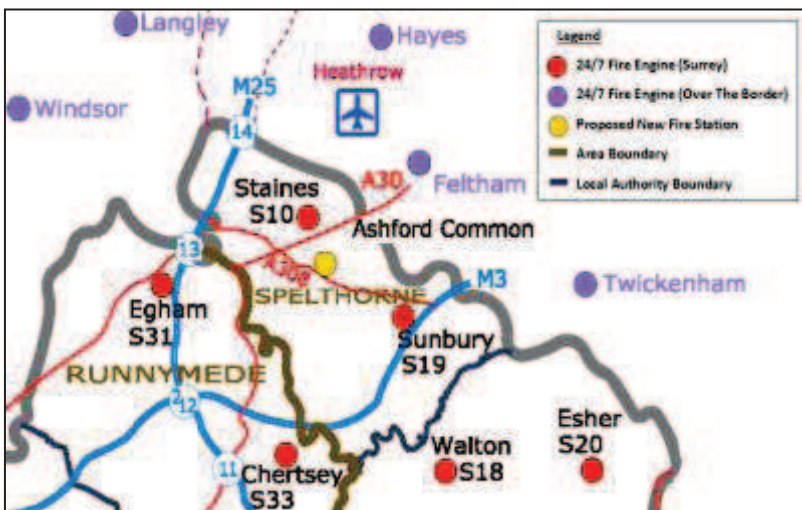 Langley
Hayes
Windsor
Heathrow
M25
14
Staines
S10
A30
Feltham
Ashford Common
13
A308
SPELTHORNE
M3
Twickenham
Egham
S31
Sunbury
S19
RUNNYMEDE
2
12
11
Chertsey
S33
Walton
S18
Esher
S20
Legend
24/7 Fire Engine (Surrey)
24/7 Fire Engine (Over The Border)
Proposed New Fire Station
Area Boundary
Local Authority Boundary